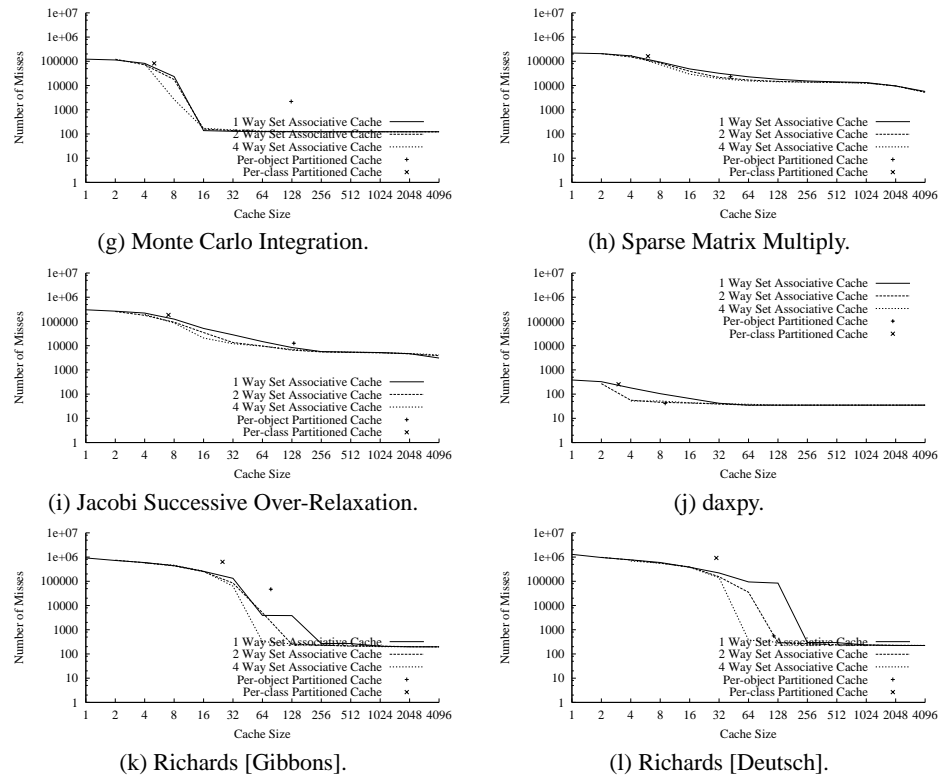 1e+07
1e+06
100000
10000
1000
100
10
1
Number of Misses
1 Way Set Associative Cache
2 Way Set Associative Cache
4 Way Set Associative Cache
Per-object Partitioned Cache
Per-class Partitioned Cache
1 2 4 8 16 32 64 128 256 512 1024 2048 4096
Cache Size
(g) Monte Carlo Integration.
1e+07
1e+06
100000
10000
1000
100
10
1
Number of Misses
1 Way Set Associative Cache
2 Way Set Associative Cache
4 Way Set Associative Cache
Per-object Partitioned Cache
Per-class Partitioned Cache
1 2 4 8 16 32 64 128 256 512 1024 2048 4096
Cache Size
(h) Sparse Matrix Multiply.
1e+07
1e+06
100000
10000
1000
100
10
1
Number of Misses
1 Way Set Associative Cache
2 Way Set Associative Cache
4 Way Set Associative Cache
Per-object Partitioned Cache
Per-class Partitioned Cache
1 2 4 8 16 32 64 128 256 512 1024 2048 4096
Cache Size
(i) Jacobi Successive Over-Relaxation.
1e+07
1e+06
100000
10000
1000
100
10
1
Number of Misses
1 Way Set Associative Cache
2 Way Set Associative Cache
4 Way Set Associative Cache
Per-object Partitioned Cache
Per-class Partitioned Cache
1 2 4 8 16 32 64 128 256 512 1024 2048 4096
Cache Size
(j) daxpy.
1e+07
1e+06
100000
10000
1000
100
10
1
Number of Misses
1 Way Set Associative Cache
2 Way Set Associative Cache
4 Way Set Associative Cache
Per-object Partitioned Cache
Per-class Partitioned Cache
1 2 4 8 16 32 64 128 256 512 1024 2048 4096
Cache Size
(k) Richards [Gibbons].
1e+07
1e+06
100000
10000
1000
100
10
1
Number of Misses
1 Way Set Associative Cache
2 Way Set Associative Cache
4 Way Set Associative Cache
Per-object Partitioned Cache
Per-class Partitioned Cache
1 2 4 8 16 32 64 128 256 512 1024 2048 4096
Cache Size
(l) Richards [Deutsch].